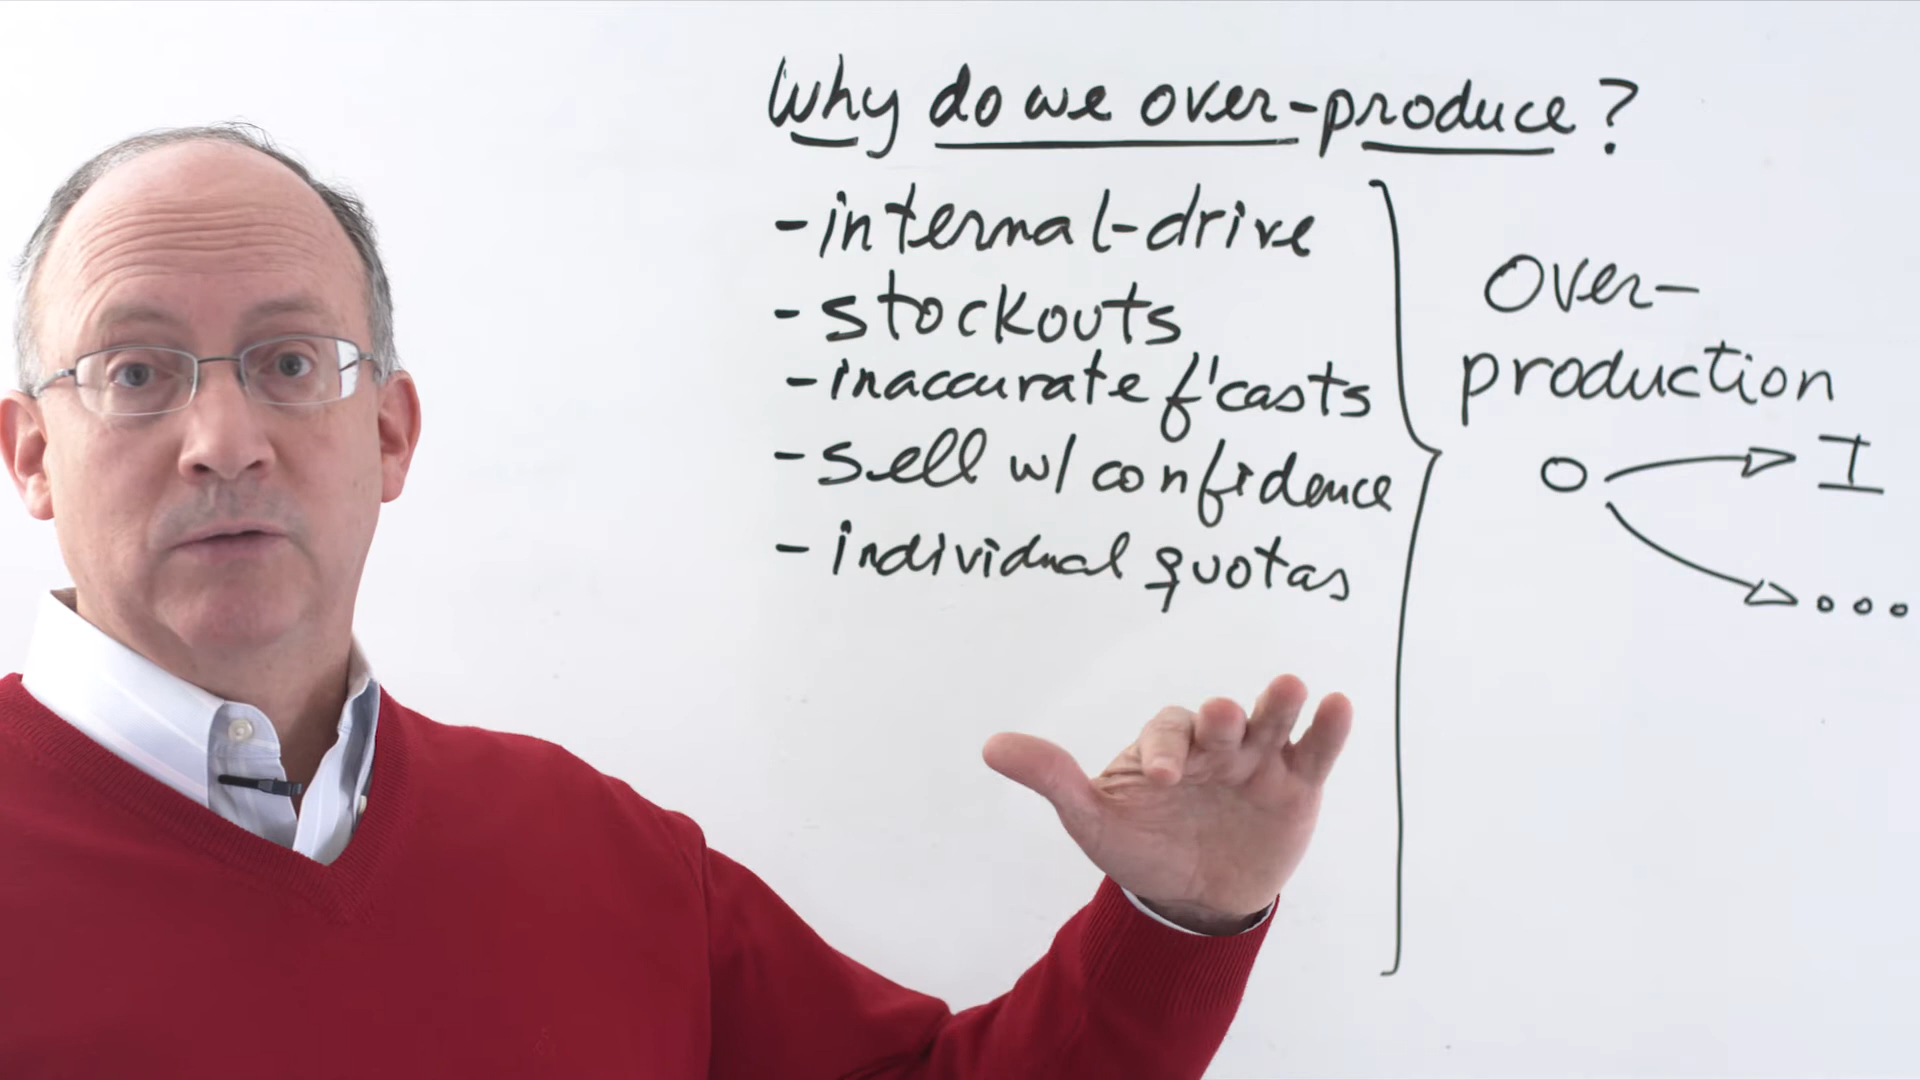 Why do we over-produce?
- internal-drive
- stockouts
- inaccurate f'casts
- sell w/ confidence
- individual quotas
Over-
production
O
I